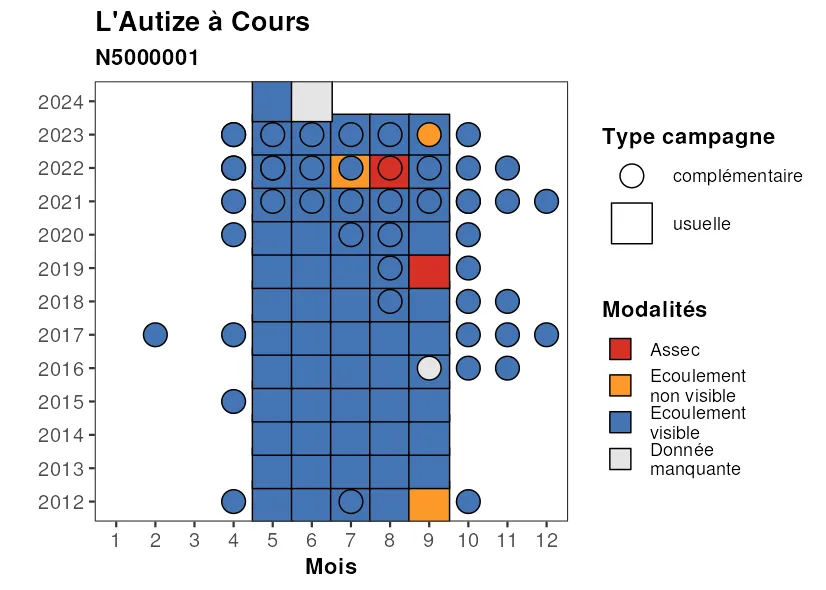 L'Autize à Cours
N5000001
2024
2023
2022
2021
2020
2019
2018
2017
2016
2015
2014
2013
2012
1 2 3 4 5 6 7 8 9 10 11 12
Mois
Type campagne
complémentaire
usuelle
Modalités
Assec
Ecoulement
non visible
Ecoulement
visible
Donnée
manquante